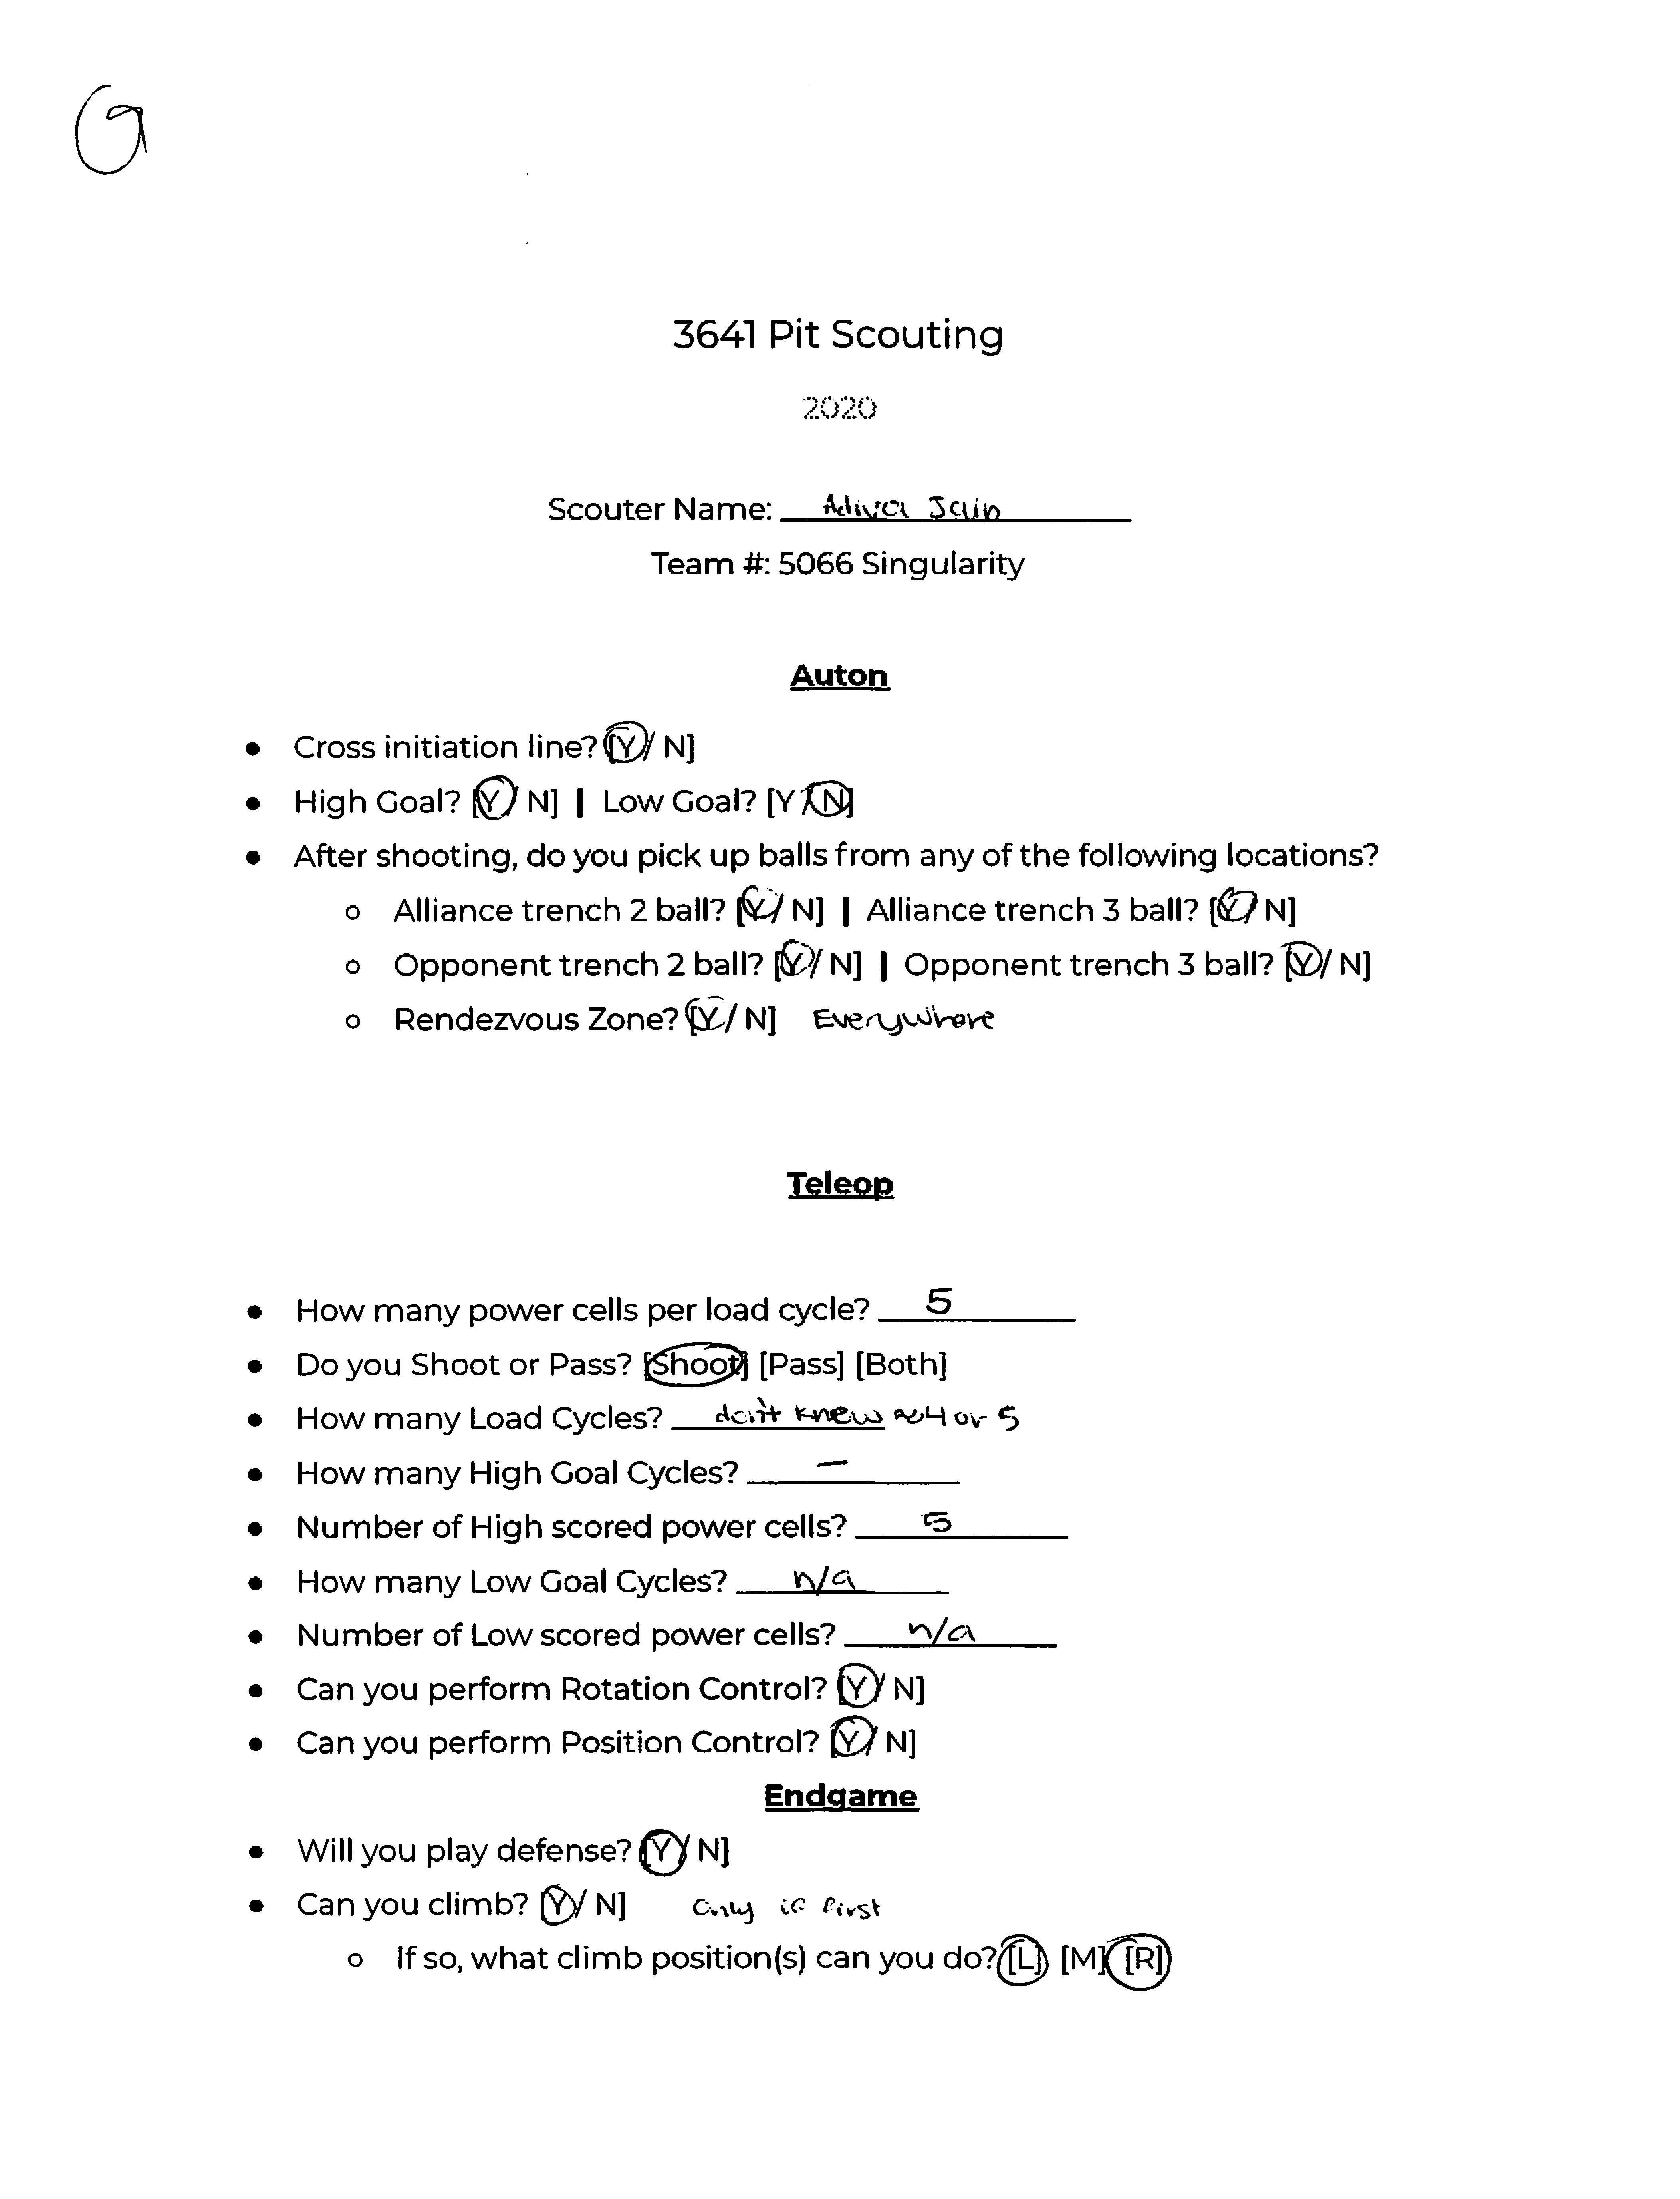 3641 Pit Scouting
2020
Scouter Name: Jain
Team #: 5066 Singularity
Auton
● Cross initiation line? [Y/ N]
● High Goal? [Y/ N] | Low Goal? [Y / N]
● After shooting, do you pick up balls from any of the following locations?
○ Alliance trench 2 ball? [Y/ N] | Alliance trench 3 ball? [Y/ N]
○ Opponent trench 2 ball? [Y/ N] | Opponent trench 3 ball? [Y/ N]
○ Rendezvous Zone? [Y/ N] Everywhere
Teleop
● How many power cells per load cycle? 5
● Do you Shoot or Pass? [Shoot] [Pass] [Both]
● How many Load Cycles? don't know ≈4 or 5
● How many High Goal Cycles? —
● Number of High scored power cells? 5
● How many Low Goal Cycles? n/a
● Number of Low scored power cells? n/a
● Can you perform Rotation Control? [Y/ N]
● Can you perform Position Control? [Y/ N]
Endgame
● Will you play defense? [Y/ N]
● Can you climb? [Y/ N] Only if first
○ If so, what climb position(s) can you do? [L] [M] [R]